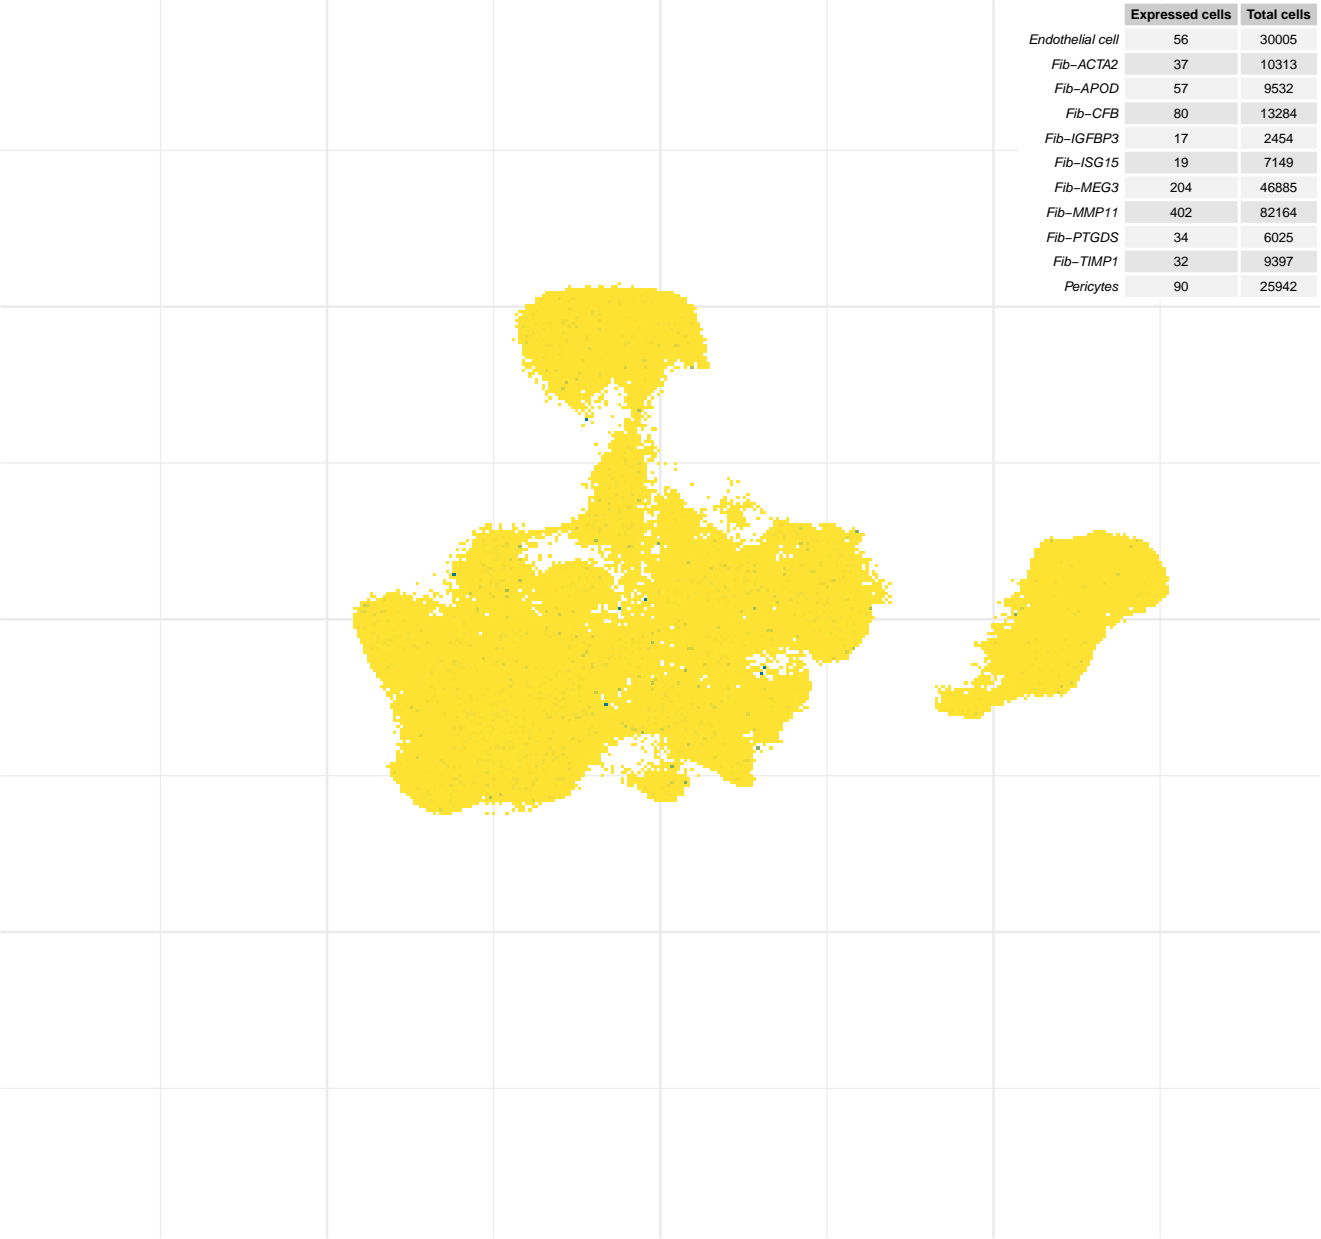 Expressed cells Total cells
Endothelial cell 56 30005
Fib−ACTA2 37 10313
Fib−APOD 57 9532
Fib−CFB 80 13284
Fib−IGFBP3 17 2454
Fib−ISG15 19 7149
Fib−MEG3 204 46885
Fib−MMP11 402 82164
Fib−PTGDS 34 6025
Fib−TIMP1 32 9397
Pericytes 90 25942